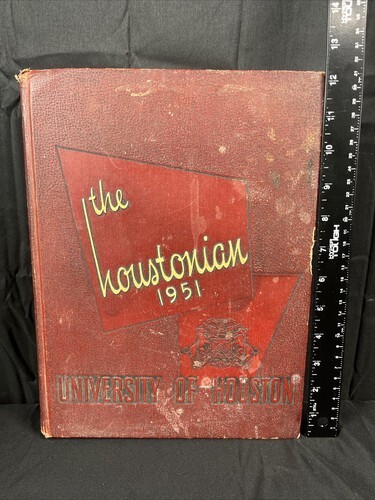 the
houstonian
1951
UNIVERSITY OF HOUSTON